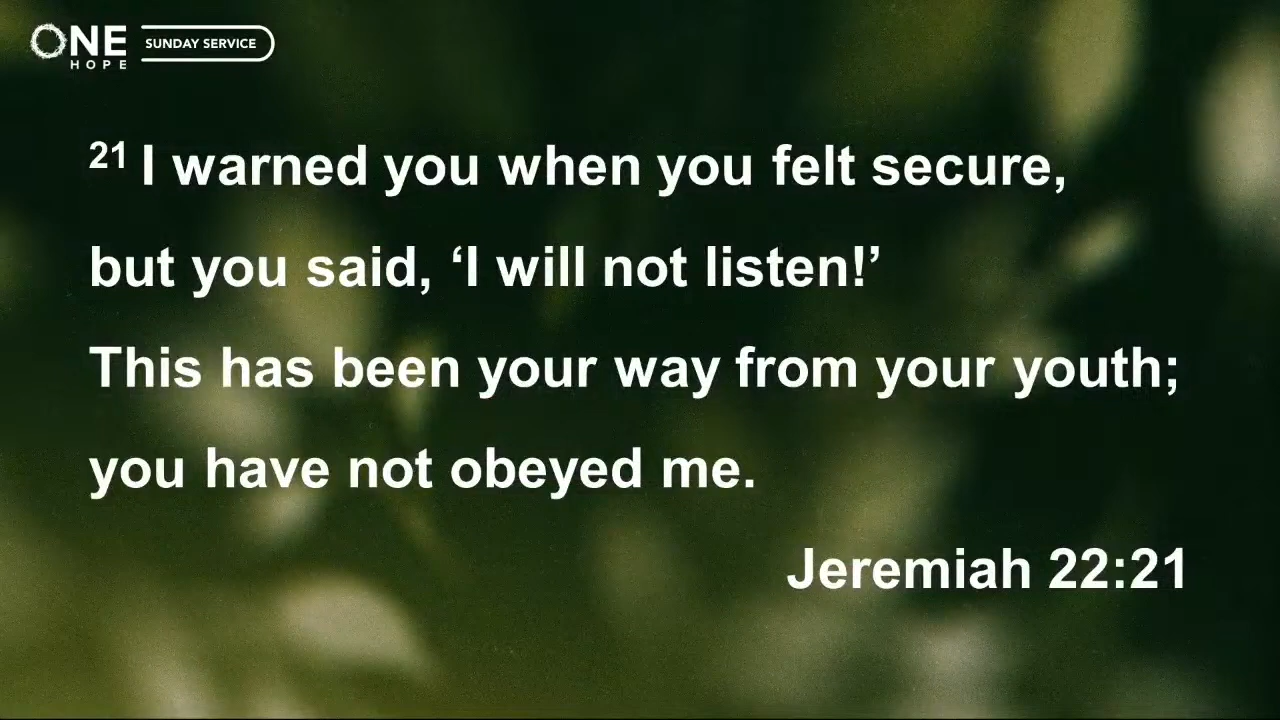 ONE
HOPE
SUNDAY SERVICE
21 I warned you when you felt secure,
but you said, ‘I will not listen!’
This has been your way from your youth;
you have not obeyed me.
Jeremiah 22:21